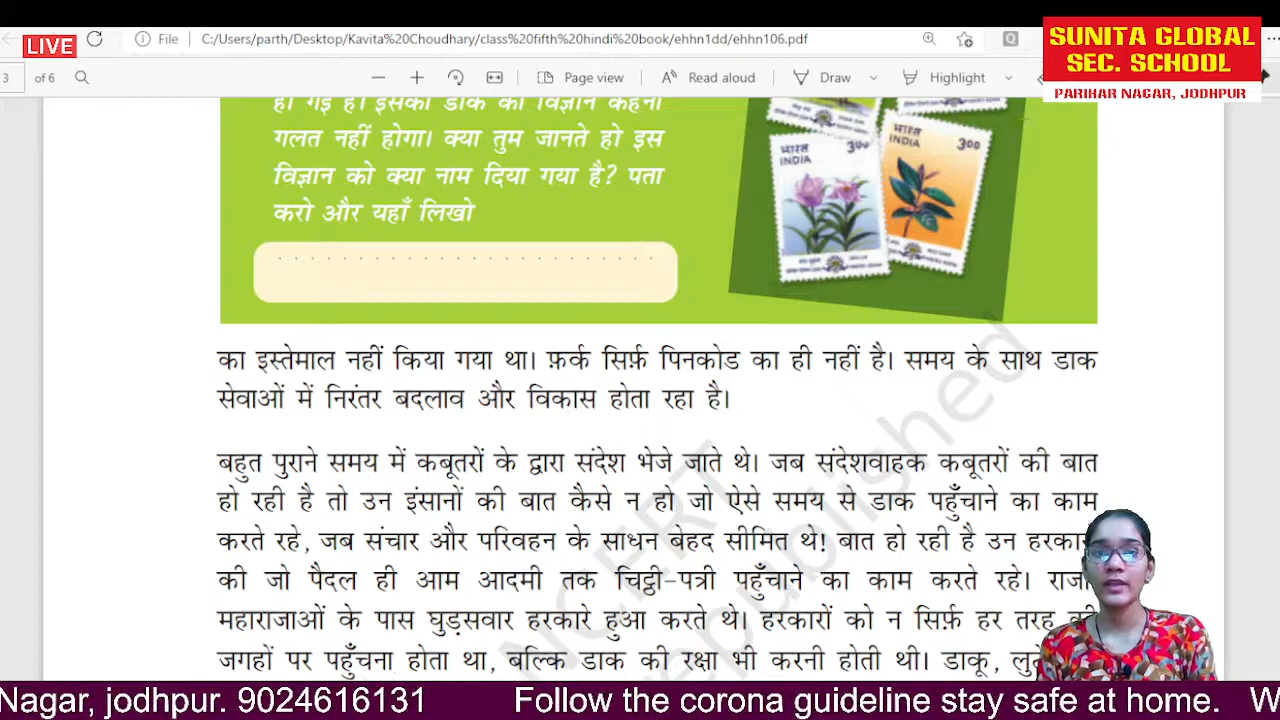 LIVE
File C:/Users/parth/Desktop/Kavita%20Choudhary/class%20fifth%20hindi%20book/ehhn1dd/ehhn106.pdf
SUNITA GLOBAL
SEC. SCHOOL
PARIHAR NAGAR, JODHPUR
3 of 6 Page view Read aloud Draw Highlight
हो गई है। इसको डाक का विज्ञान कहना
गलत नहीं होगा। क्या तुम जानते हो इस
विज्ञान को क्या नाम दिया गया है? पता
करो और यहाँ लिखो
भारत
INDIA
300
भारत
INDIA
300
का इस्तेमाल नहीं किया गया था। फ़र्क सिर्फ़ पिनकोड का ही नहीं है। समय के साथ डाक
सेवाओं में निरंतर बदलाव और विकास होता रहा है।
बहुत पुराने समय में कबूतरों के द्वारा संदेश भेजे जाते थे। जब संदेशवाहक कबूतरों की बात
हो रही है तो उन इंसानों की बात कैसे न हो जो ऐसे समय से डाक पहुँचाने का काम
करते रहे, जब संचार और परिवहन के साधन बेहद सीमित थे! बात हो रही है उन
की जो पैदल ही आम आदमी तक चिट्ठी-पत्री पहुँचाने का काम करते रहे।
महाराजाओं के पास घुड़सवार हरकारे हुआ करते थे। हरकारों को न सिर्फ़ हर तरह की
जगहों पर पहुँचना होता था, बल्कि डाक की रक्षा भी करनी होती थी। डाकू,
NCERT
republished
Nagar, jodhpur. 9024616131 Follow the corona guideline stay safe at home. W